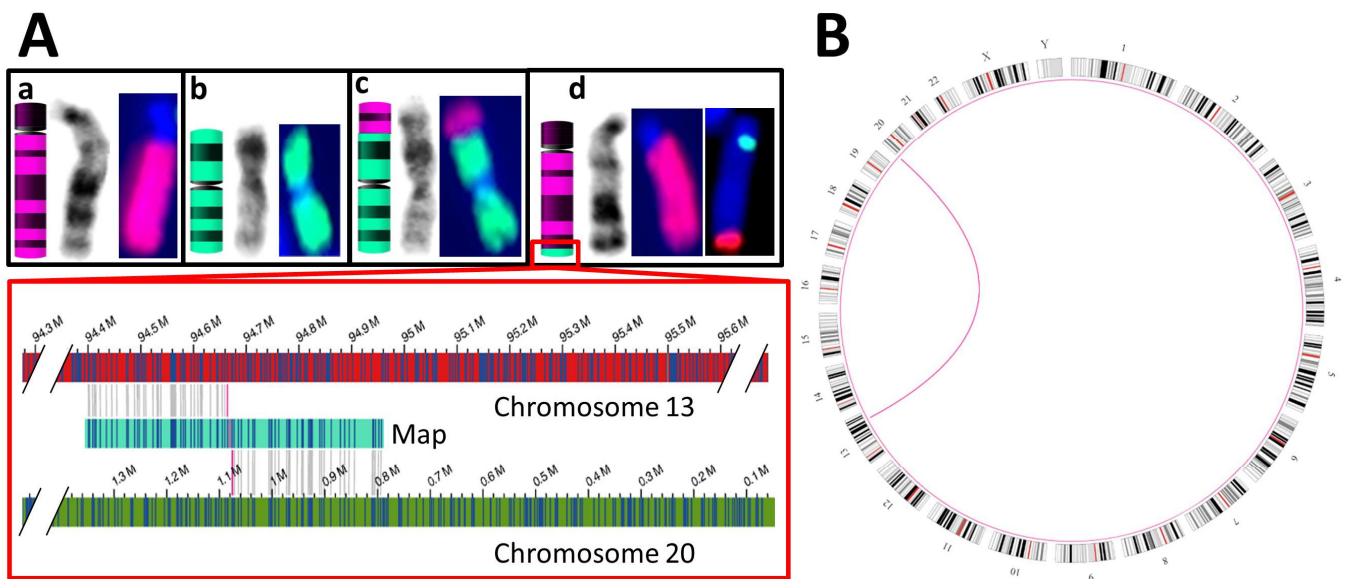 A
B
a
b
c
d
94.3 M
94.4 M
94.5 M
94.6 M
94.7 M
94.8 M
94.9 M
95 M
95.1 M
95.2 M
95.3 M
95.4 M
95.5 M
95.6 M
Chromosome 13
Map
1.3 M
1.2 M
1.1 M
1 M
0.9 M
0.8 M
0.7 M
0.6 M
0.5 M
0.4 M
0.3 M
0.2 M
0.1 M
Chromosome 20
1
2
3
4
5
6
7
8
9
10
11
12
13
14
15
16
17
18
19
20
21
22
X
Y